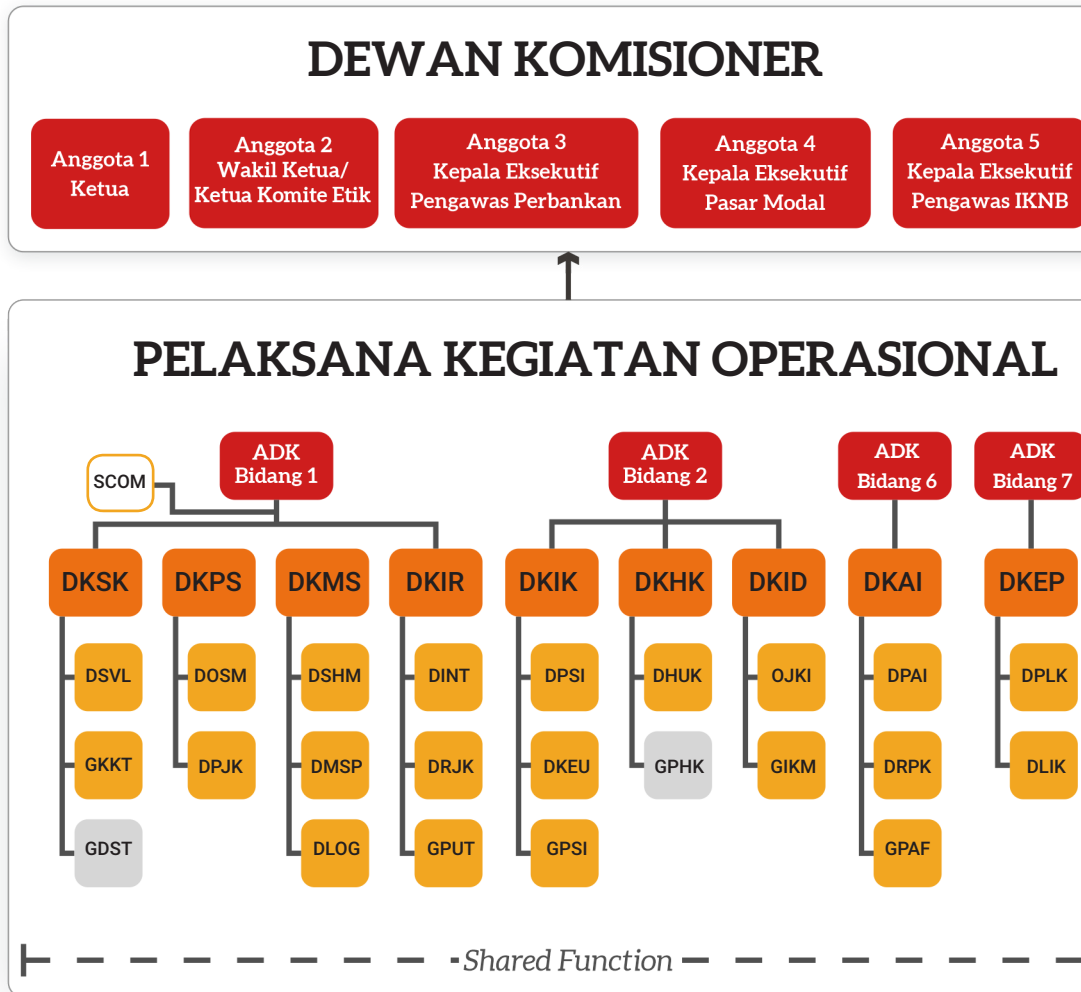 DEWAN KOMISIONER
Anggota 1
Ketua
Anggota 2
Wakil Ketua/
Ketua Komite Etik
Anggota 3
Kepala Eksekutif
Pengawas Perbankan
Anggota 4
Kepala Eksekutif
Pasar Modal
Anggota 5
Kepala Eksekutif
Pengawas IKNB
PELAKSANA KEGIATAN OPERASIONAL
SCOM
ADK
Bidang 1
ADK
Bidang 2
ADK
Bidang 6
ADK
Bidang 7
DKSK
DKPS
DKMS
DKIR
DKIK
DKHK
DKID
DKAI
DKEP
DSVL
DOSM
DSHM
DINT
DPSI
DHUK
OJKI
DPAI
DPLK
GKKT
DPJK
DMSP
DRJK
DKEU
GPHK
GIKM
DRPK
DLIK
GDST
DLOG
GPUT
GPSI
GPAF
Shared Function